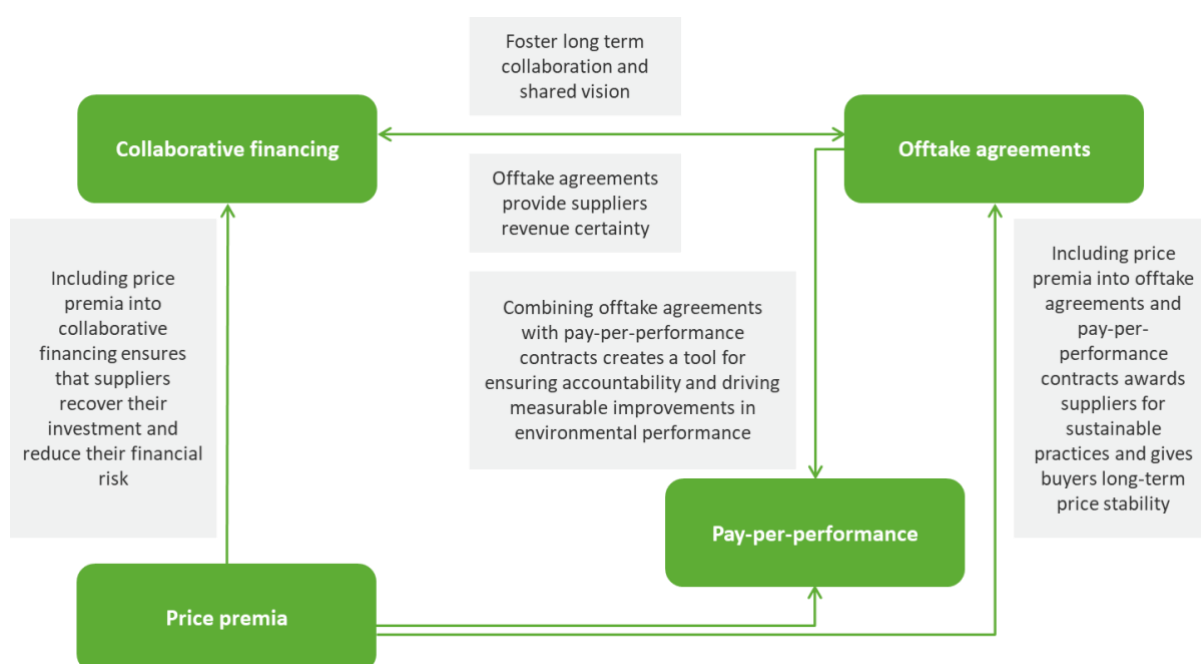 Foster long term
collaboration and
shared vision
Collaborative financing
Offtake agreements
Offtake agreements
provide suppliers
revenue certainty
Including price
premia into
collaborative
financing ensures
that suppliers
recover their
investment and
reduce their financial
risk
Combining offtake agreements
with pay-per-performance
contracts creates a tool for
ensuring accountability and driving
measurable improvements in
environmental performance
Including price
premia into offtake
agreements and
pay-per-
performance
contracts awards
suppliers for
sustainable
practices and gives
buyers long-term
price stability
Pay-per-performance
Price premia